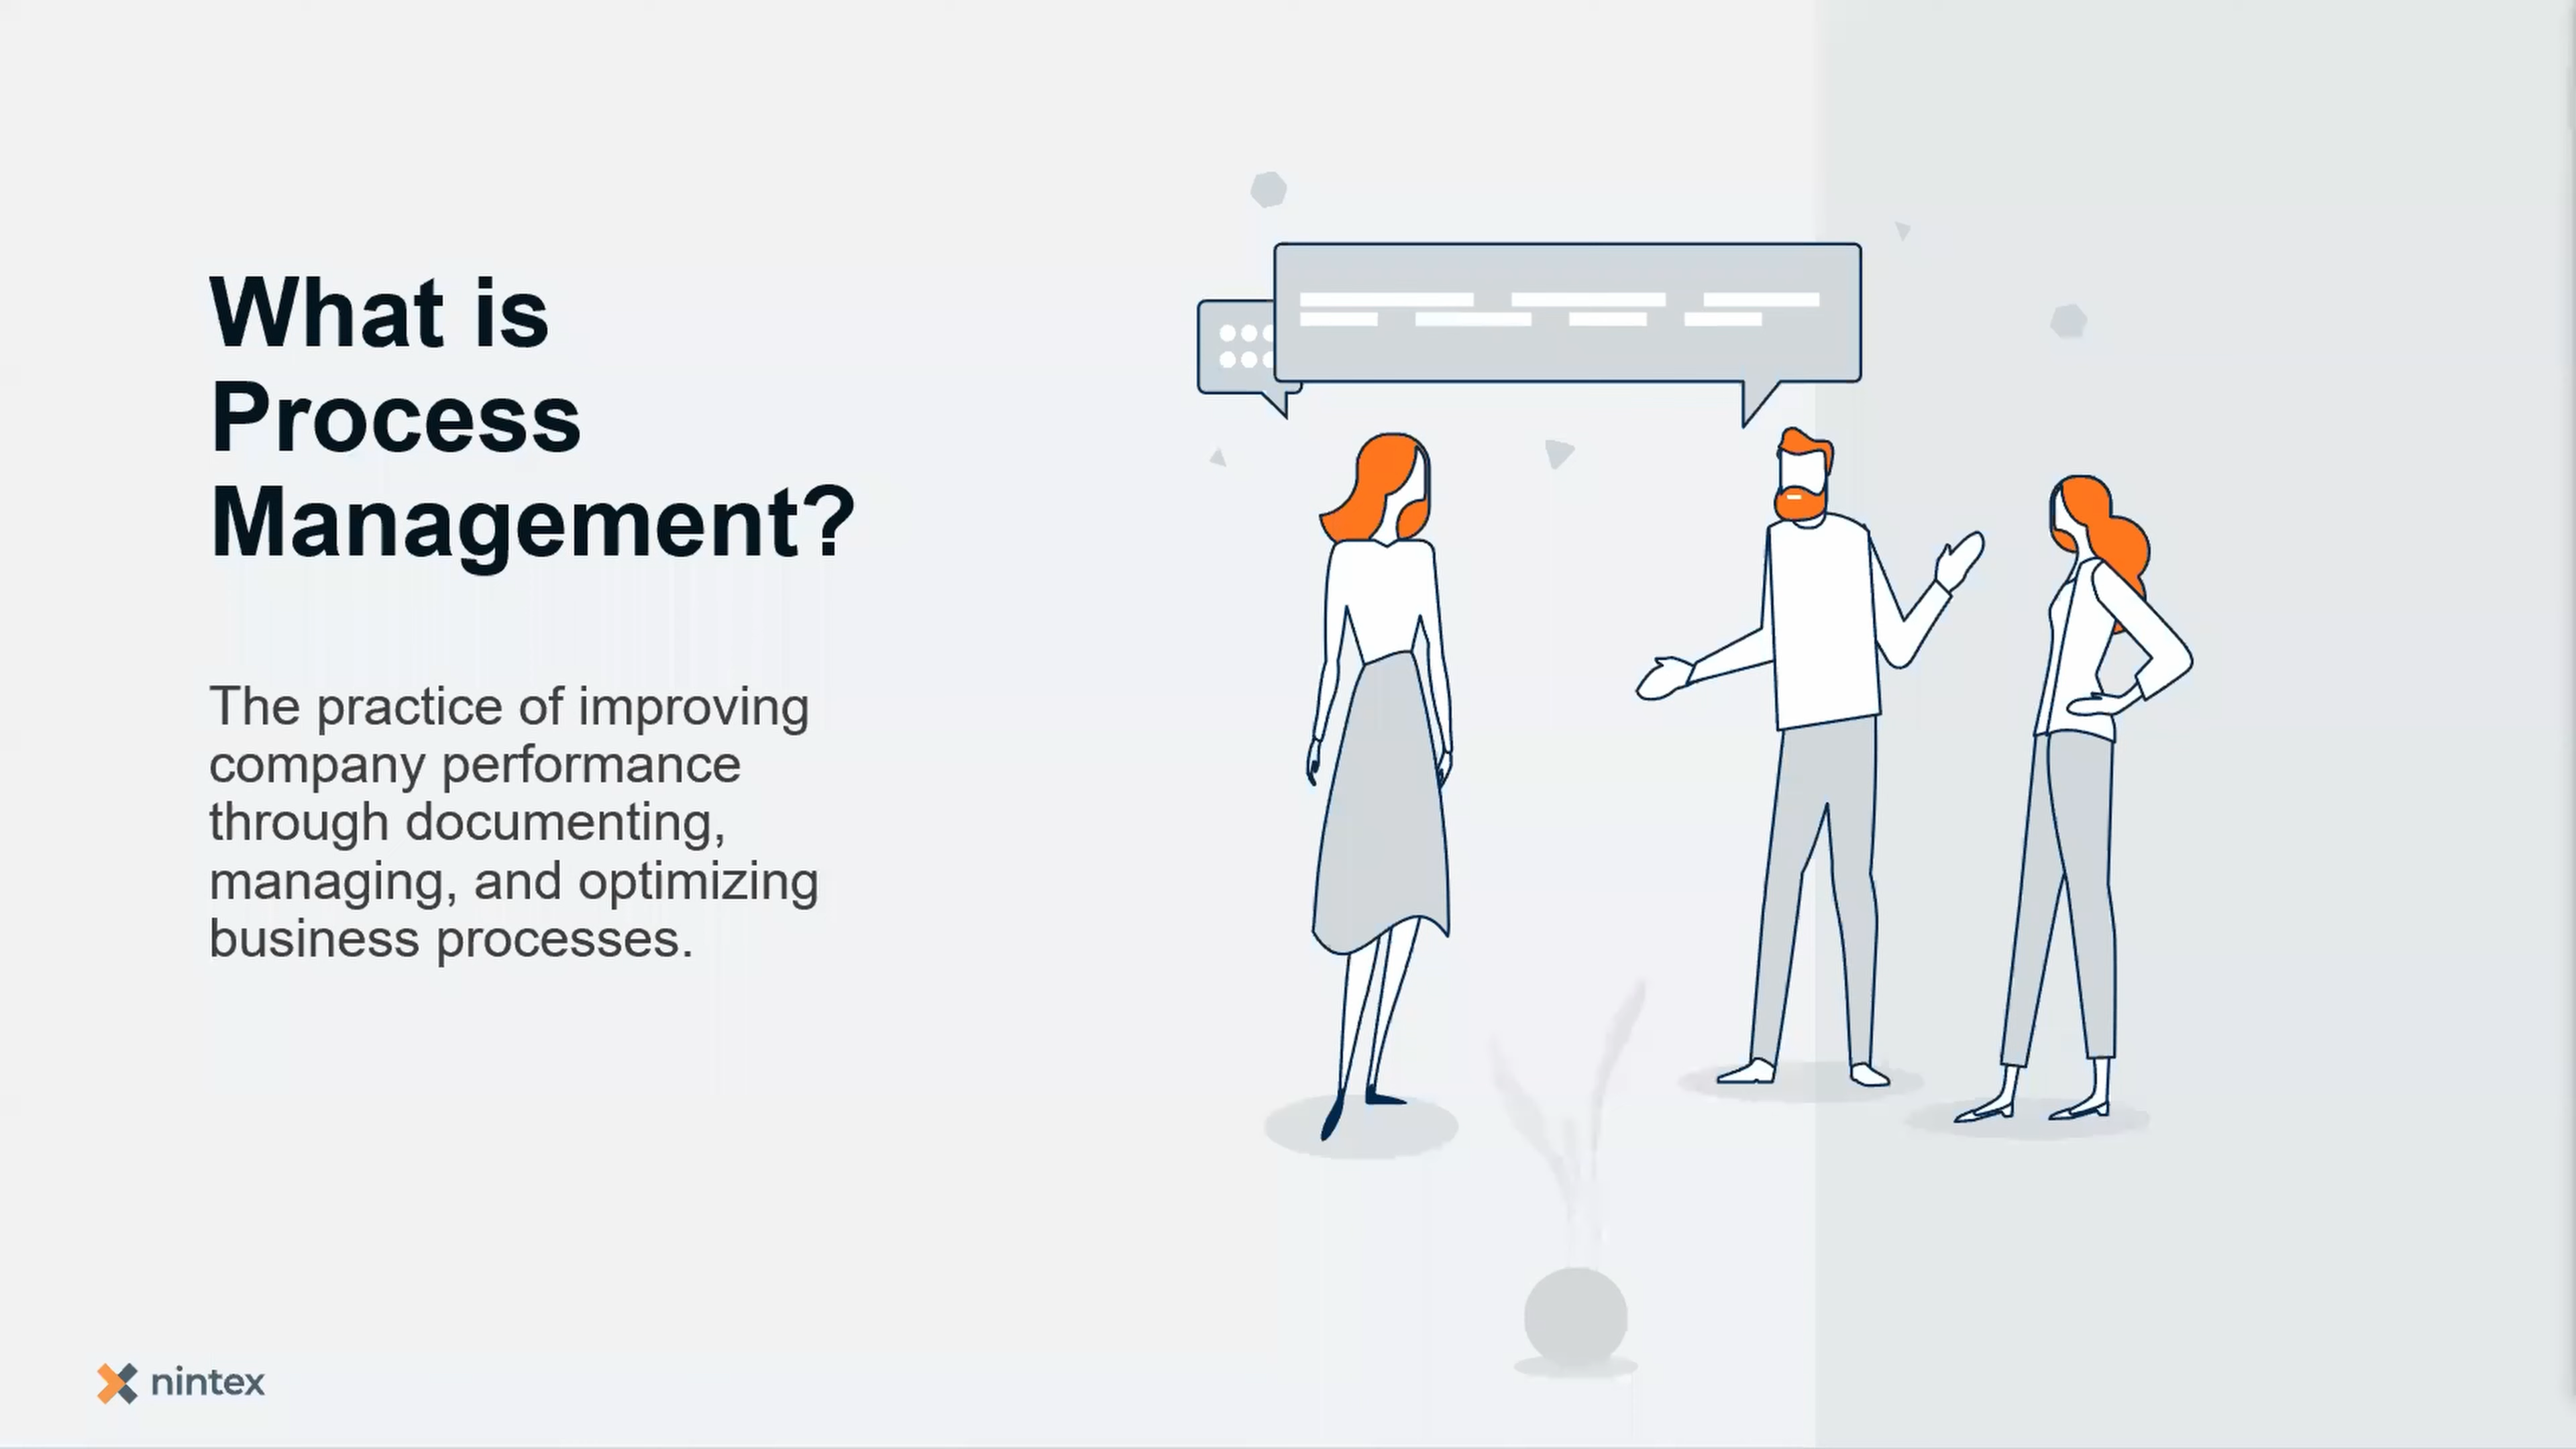 What is
Process
Management?
The practice of improving
company performance
through documenting,
managing, and optimizing
business processes.
nintex